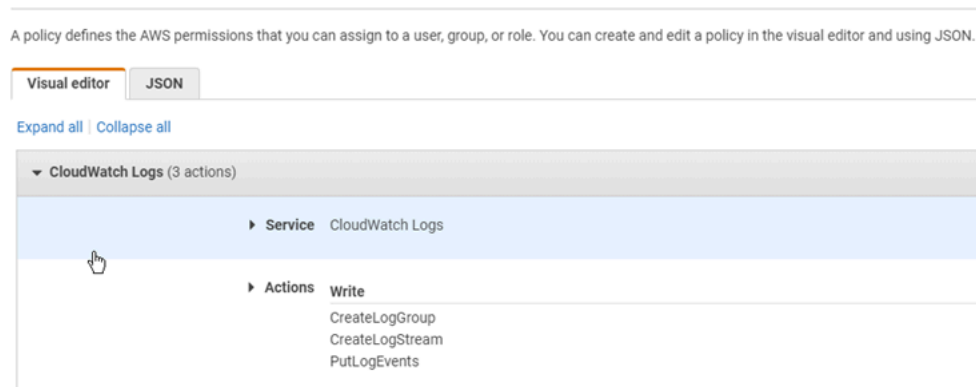 A policy defines the AWS permissions that you can assign to a user, group, or role. You can create and edit a policy in the visual editor and using JSON.
Visual editor JSON
Expand all Collapse all
CloudWatch Logs (3 actions)
Service CloudWatch Logs
Actions Write
CreateLogGroup
CreateLogStream
PutLogEvents